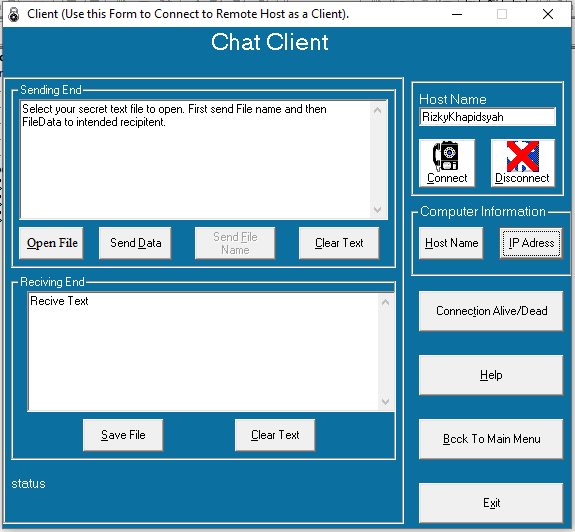 Client (Use this Form to Connect to Remote Host as a Client).
Chat Client
Sending End
Select your secret text file to open. First send File name and then
FileData to intended recipitent.
Open File
Send Data
Send File
Name
Clear Text
Reciving End
Recive Text
Save File
Clear Text
status
Host Name
RizkyKhapidsyah
Connect
Disconnect
Computer Information
Host Name
IP Adress
Connection Alive/Dead
Help
Bcck To Main Menu
Exit